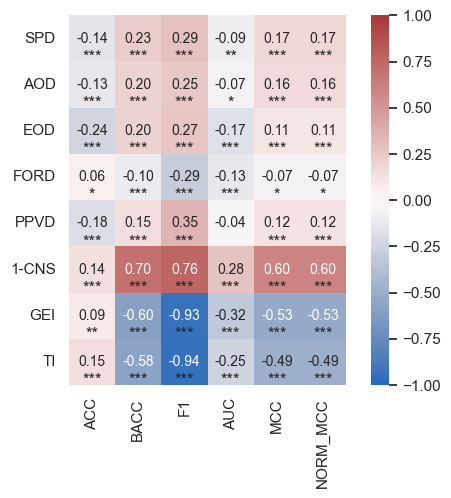 SPD -0.14 0.23 0.29 -0.09 0.17 0.17
*** *** *** ** *** ***
AOD -0.13 0.20 0.25 -0.07 0.16 0.16
*** *** *** * *** ***
EOD -0.24 0.20 0.27 -0.17 0.11 0.11
*** *** *** *** *** ***
FORD 0.06 -0.10 -0.29 -0.13 -0.07 -0.07
* *** *** *** * *
PPVD -0.18 0.15 0.35 -0.04 0.12 0.12
*** *** *** *** ***
1-CNS 0.14 0.70 0.76 0.28 0.60 0.60
*** *** *** *** *** ***
GEI 0.09 -0.60 -0.93 -0.32 -0.53 -0.53
** *** *** *** *** ***
TI 0.15 -0.58 -0.94 -0.25 -0.49 -0.49
*** *** *** *** *** ***
ACC
BACC
F1
AUC
MCC
NORM_MCC
1.00
0.75
0.50
0.25
0.00
−0.25
−0.50
−0.75
−1.00